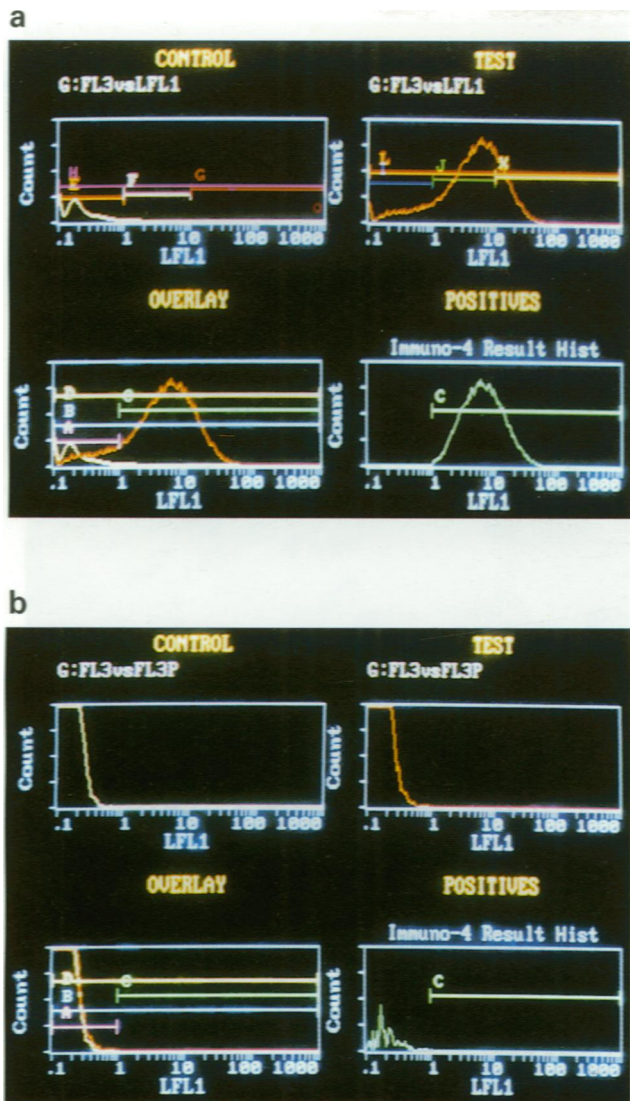 a
CONTROL
TEST
G:FL3vsLFL1
G:FL3vsLFL1
Count
H
E
F
G
.1 1 10 100 1000
LFL1
Count
L
I
J
K
.1 1 10 100 1000
LFL1
OVERLAY
POSITIVES
Immuno-4 Result Hist
Count
D
C
B
A
.1 1 10 100 1000
LFL1
Count
C
.1 1 10 100 1000
LFL1
b
CONTROL
TEST
G:FL3vsFL3P
G:FL3vsFL3P
Count
.1 1 10 100 1000
LFL1
Count
.1 1 10 100 1000
LFL1
OVERLAY
POSITIVES
Immuno-4 Result Hist
Count
D
C
B
A
.1 1 10 100 1000
LFL1
Count
C
.1 1 10 100 1000
LFL1